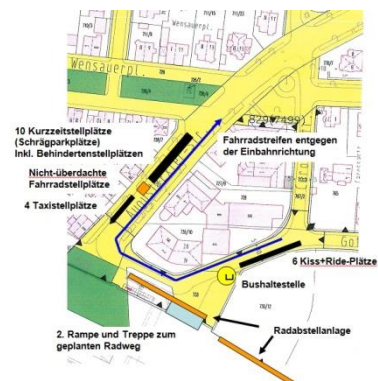 Wensauerpl.
10 Kurzzeitstellplätze
(Schrägparkplätze)
Inkl. Behindertenstellplätzen
Fahrradstreifen entgegen
der Einbahnrichtung
Nicht-überdachte
Fahrradstellplätze
4 Taxistellplätze
6 Kiss+Ride-Plätze
Bushaltestelle
2. Rampe und Treppe zum
geplanten Radweg
Radabstellanlage